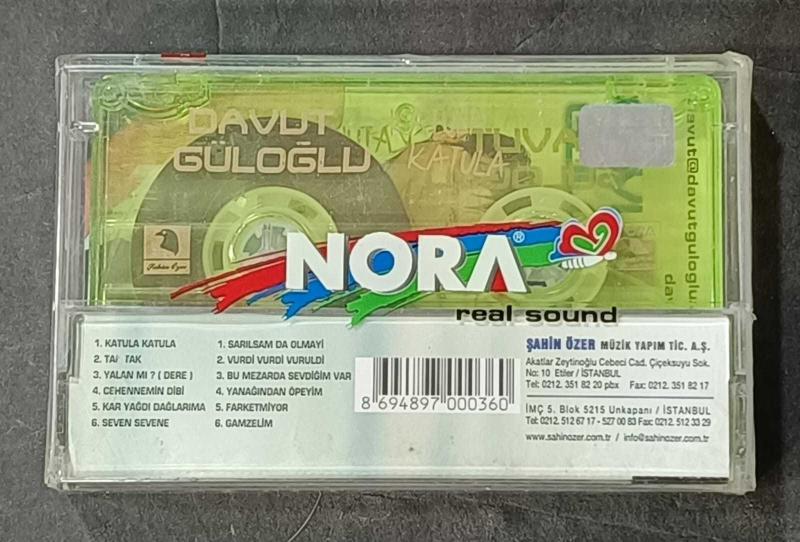 DAVUT
GÜLOĞLU
KATULA
davut@davutguloglu
NORA®
real sound
1. KATULA KATULA
3. YALAN MI ? ( DERE )
4. CEHENNEMİN DİBİ
5. KAR YAĞDI DAĞLARIMA
6. SEVEN SEVENE
1. SARILSAM DA OLMAYİ
2. VURDİ VURDİ VURULDİ
3. BU MEZARDA SEVDİĞİM VAR
4. YANAĞINDAN ÖPEYİM
5. FARKETMİYOR
6. GAMZELİM
8 694897 000360
ŞAHİN ÖZER MÜZİK YAPIM TİC. A.Ş.
Akatlar Zeytinoğlu Cebeci Cad. Çiçeksuyu Sok.
No: 10 Etiler / İSTANBUL
Tel: 0212. 351 82 20 pbx Fax: 0212. 351 82 17
İMÇ 5. Blok 5215 Unkapanı / İSTANBUL
Tel: 0212. 512 67 17 - 527 00 83 Fax: 0212. 512 33 29
www.sahinozer.com.tr / info@sahinozer.com.tr